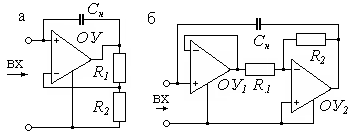 а
Cн
+
ОУ
−
ВХ
R1
R2
б
Cн
R2
+
−
ОУ1
R1
−
+
ОУ2
ВХ